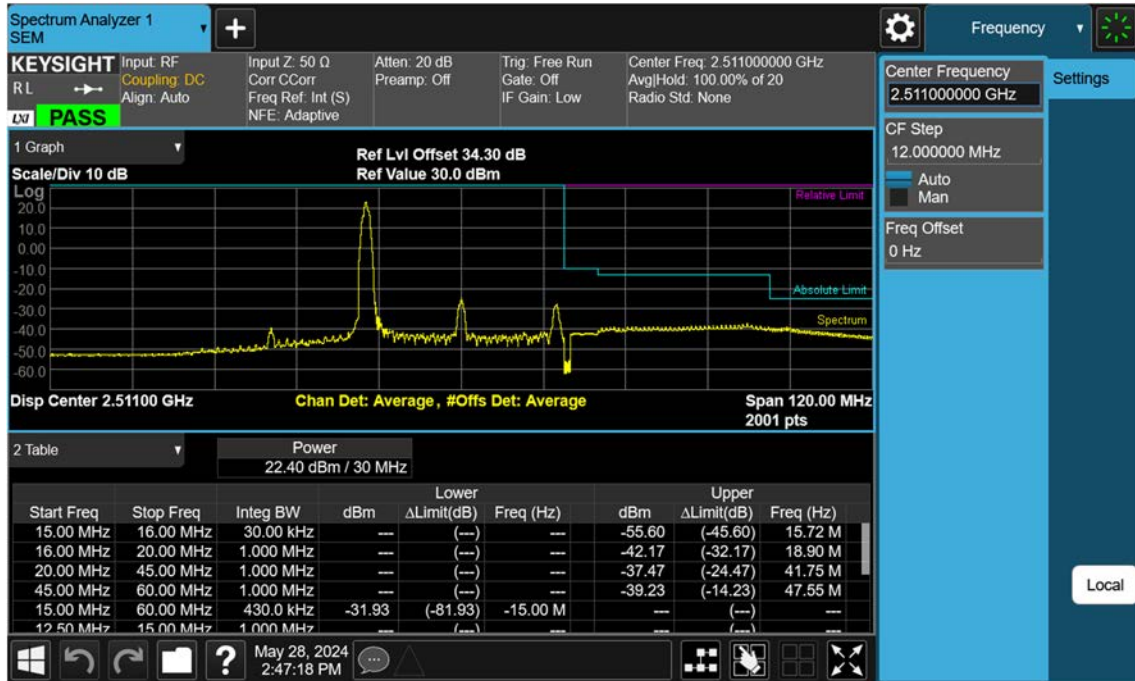 Spectrum Analyzer 1
SEM
+
Frequency
KEYSIGHT
RL
LXI PASS
Input: RF
Coupling: DC
Align: Auto
Input Z: 50 Ω
Corr CCorr
Freq Ref: Int (S)
NFE: Adaptive
Atten: 20 dB
Preamp: Off
Trig: Free Run
Gate: Off
IF Gain: Low
Center Freq: 2.511000000 GHz
Avg|Hold: 100.00% of 20
Radio Std: None
Center Frequency
2.511000000 GHz
Settings
CF Step
12.000000 MHz
Auto
Man
Freq Offset
0 Hz
Local
1 Graph
Scale/Div 10 dB
Ref Lvl Offset 34.30 dB
Ref Value 30.0 dBm
Log
20.0
10.0
0.00
-10.0
-20.0
-30.0
-40.0
-50.0
-60.0
Relative Limit
Absolute Limit
Spectrum
Disp Center 2.51100 GHz
Chan Det: Average, #Offs Det: Average
Span 120.00 MHz
2001 pts
2 Table
Power
22.40 dBm / 30 MHz
Lower Upper
Start Freq Stop Freq Integ BW dBm ΔLimit(dB) Freq (Hz) dBm ΔLimit(dB) Freq (Hz)
15.00 MHz 16.00 MHz 30.00 kHz --- (---) --- -55.60 (-45.60) 15.72 M
16.00 MHz 20.00 MHz 1.000 MHz --- (---) --- -42.17 (-32.17) 18.90 M
20.00 MHz 45.00 MHz 1.000 MHz --- (---) --- -37.47 (-24.47) 41.75 M
45.00 MHz 60.00 MHz 1.000 MHz --- (---) --- -39.23 (-14.23) 47.55 M
15.00 MHz 60.00 MHz 430.0 kHz -31.93 (-81.93) -15.00 M --- (---) ---
12.50 MHz 15.00 MHz 1.000 MHz --- (---) --- --- (---) ---
?
May 28, 2024
2:47:18 PM